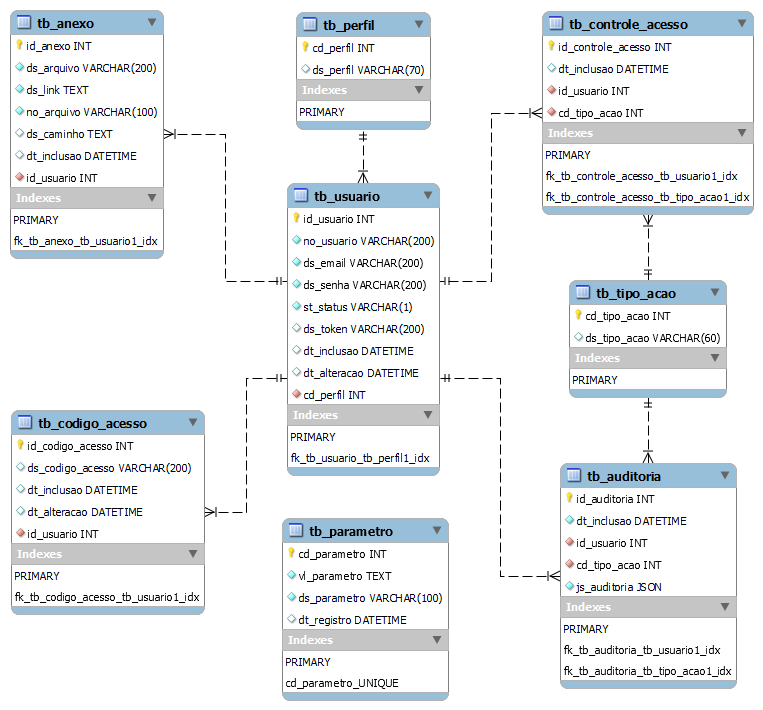 tb_anexo
id_anexo INT
ds_arquivo VARCHAR(200)
ds_link TEXT
no_arquivo VARCHAR(100)
ds_caminho TEXT
dt_inclusao DATETIME
id_usuario INT
Indexes
PRIMARY
fk_tb_anexo_tb_usuario1_idx
tb_perfil
cd_perfil INT
ds_perfil VARCHAR(70)
Indexes
PRIMARY
tb_controle_acesso
id_controle_acesso INT
dt_inclusao DATETIME
id_usuario INT
cd_tipo_acao INT
Indexes
PRIMARY
fk_tb_controle_acesso_tb_usuario1_idx
fk_tb_controle_acesso_tb_tipo_acao1_idx
tb_usuario
id_usuario INT
no_usuario VARCHAR(200)
ds_email VARCHAR(200)
ds_senha VARCHAR(200)
st_status VARCHAR(1)
ds_token VARCHAR(200)
dt_inclusao DATETIME
dt_alteracao DATETIME
cd_perfil INT
Indexes
PRIMARY
fk_tb_usuario_tb_perfil1_idx
tb_tipo_acao
cd_tipo_acao INT
ds_tipo_acao VARCHAR(60)
Indexes
PRIMARY
tb_codigo_acesso
id_codigo_acesso INT
ds_codigo_acesso VARCHAR(200)
dt_inclusao DATETIME
dt_alteracao DATETIME
id_usuario INT
Indexes
PRIMARY
fk_tb_codigo_acesso_tb_usuario1_idx
tb_parametro
cd_parametro INT
vl_parametro TEXT
ds_parametro VARCHAR(100)
dt_registro DATETIME
Indexes
PRIMARY
cd_parametro_UNIQUE
tb_auditoria
id_auditoria INT
dt_inclusao DATETIME
id_usuario INT
cd_tipo_acao INT
js_auditoria JSON
Indexes
PRIMARY
fk_tb_auditoria_tb_usuario1_idx
fk_tb_auditoria_tb_tipo_acao1_idx